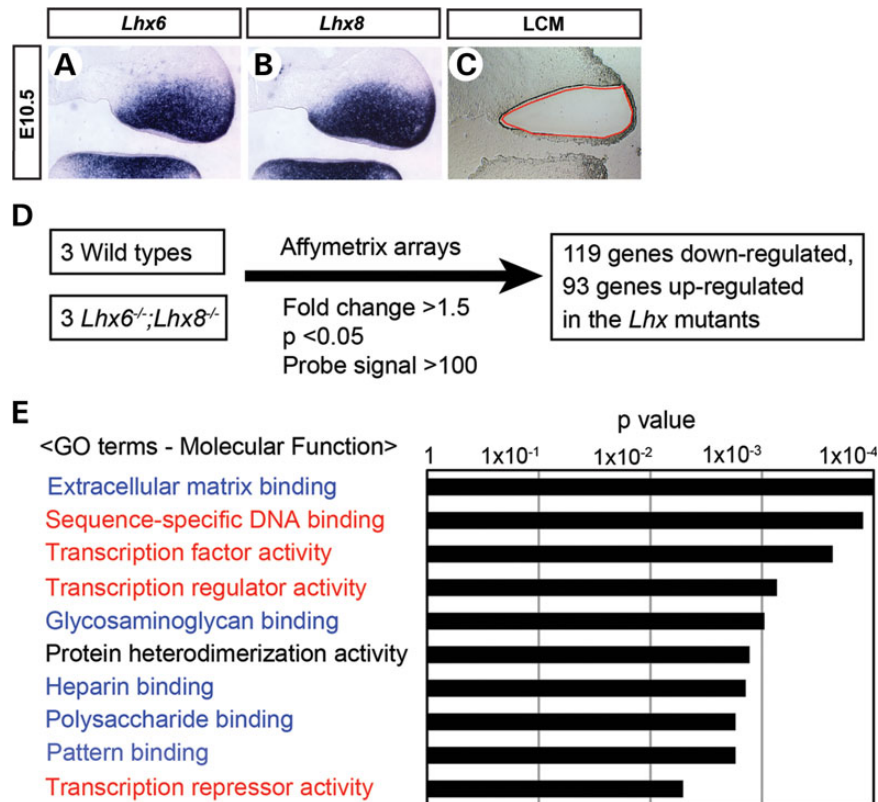 Lhx6
Lhx8
LCM
E10.5
A
B
C
D
3 Wild types
3 Lhx6-/-;Lhx8-/-
Affymetrix arrays
Fold change >1.5
p <0.05
Probe signal >100
119 genes down-regulated,
93 genes up-regulated
in the Lhx mutants
E
<GO terms - Molecular Function>
p value
1 1x10-1 1x10-2 1x10-3 1x10-4
Extracellular matrix binding
Sequence-specific DNA binding
Transcription factor activity
Transcription regulator activity
Glycosaminoglycan binding
Protein heterodimerization activity
Heparin binding
Polysaccharide binding
Pattern binding
Transcription repressor activity